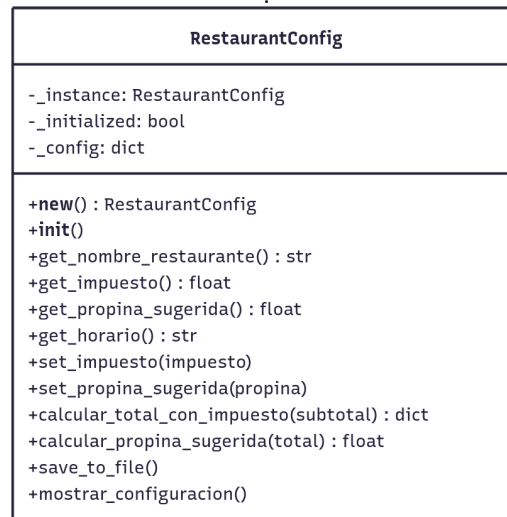 RestaurantConfig
-_instance: RestaurantConfig
-_initialized: bool
-_config: dict
+new() : RestaurantConfig
+init()
+get_nombre_restaurante() : str
+get_impuesto() : float
+get_propina_sugerida() : float
+get_horario() : str
+set_impuesto(impuesto)
+set_propina_sugerida(propina)
+calcular_total_con_impuesto(subtotal) : dict
+calcular_propina_sugerida(total) : float
+save_to_file()
+mostrar_configuracion()